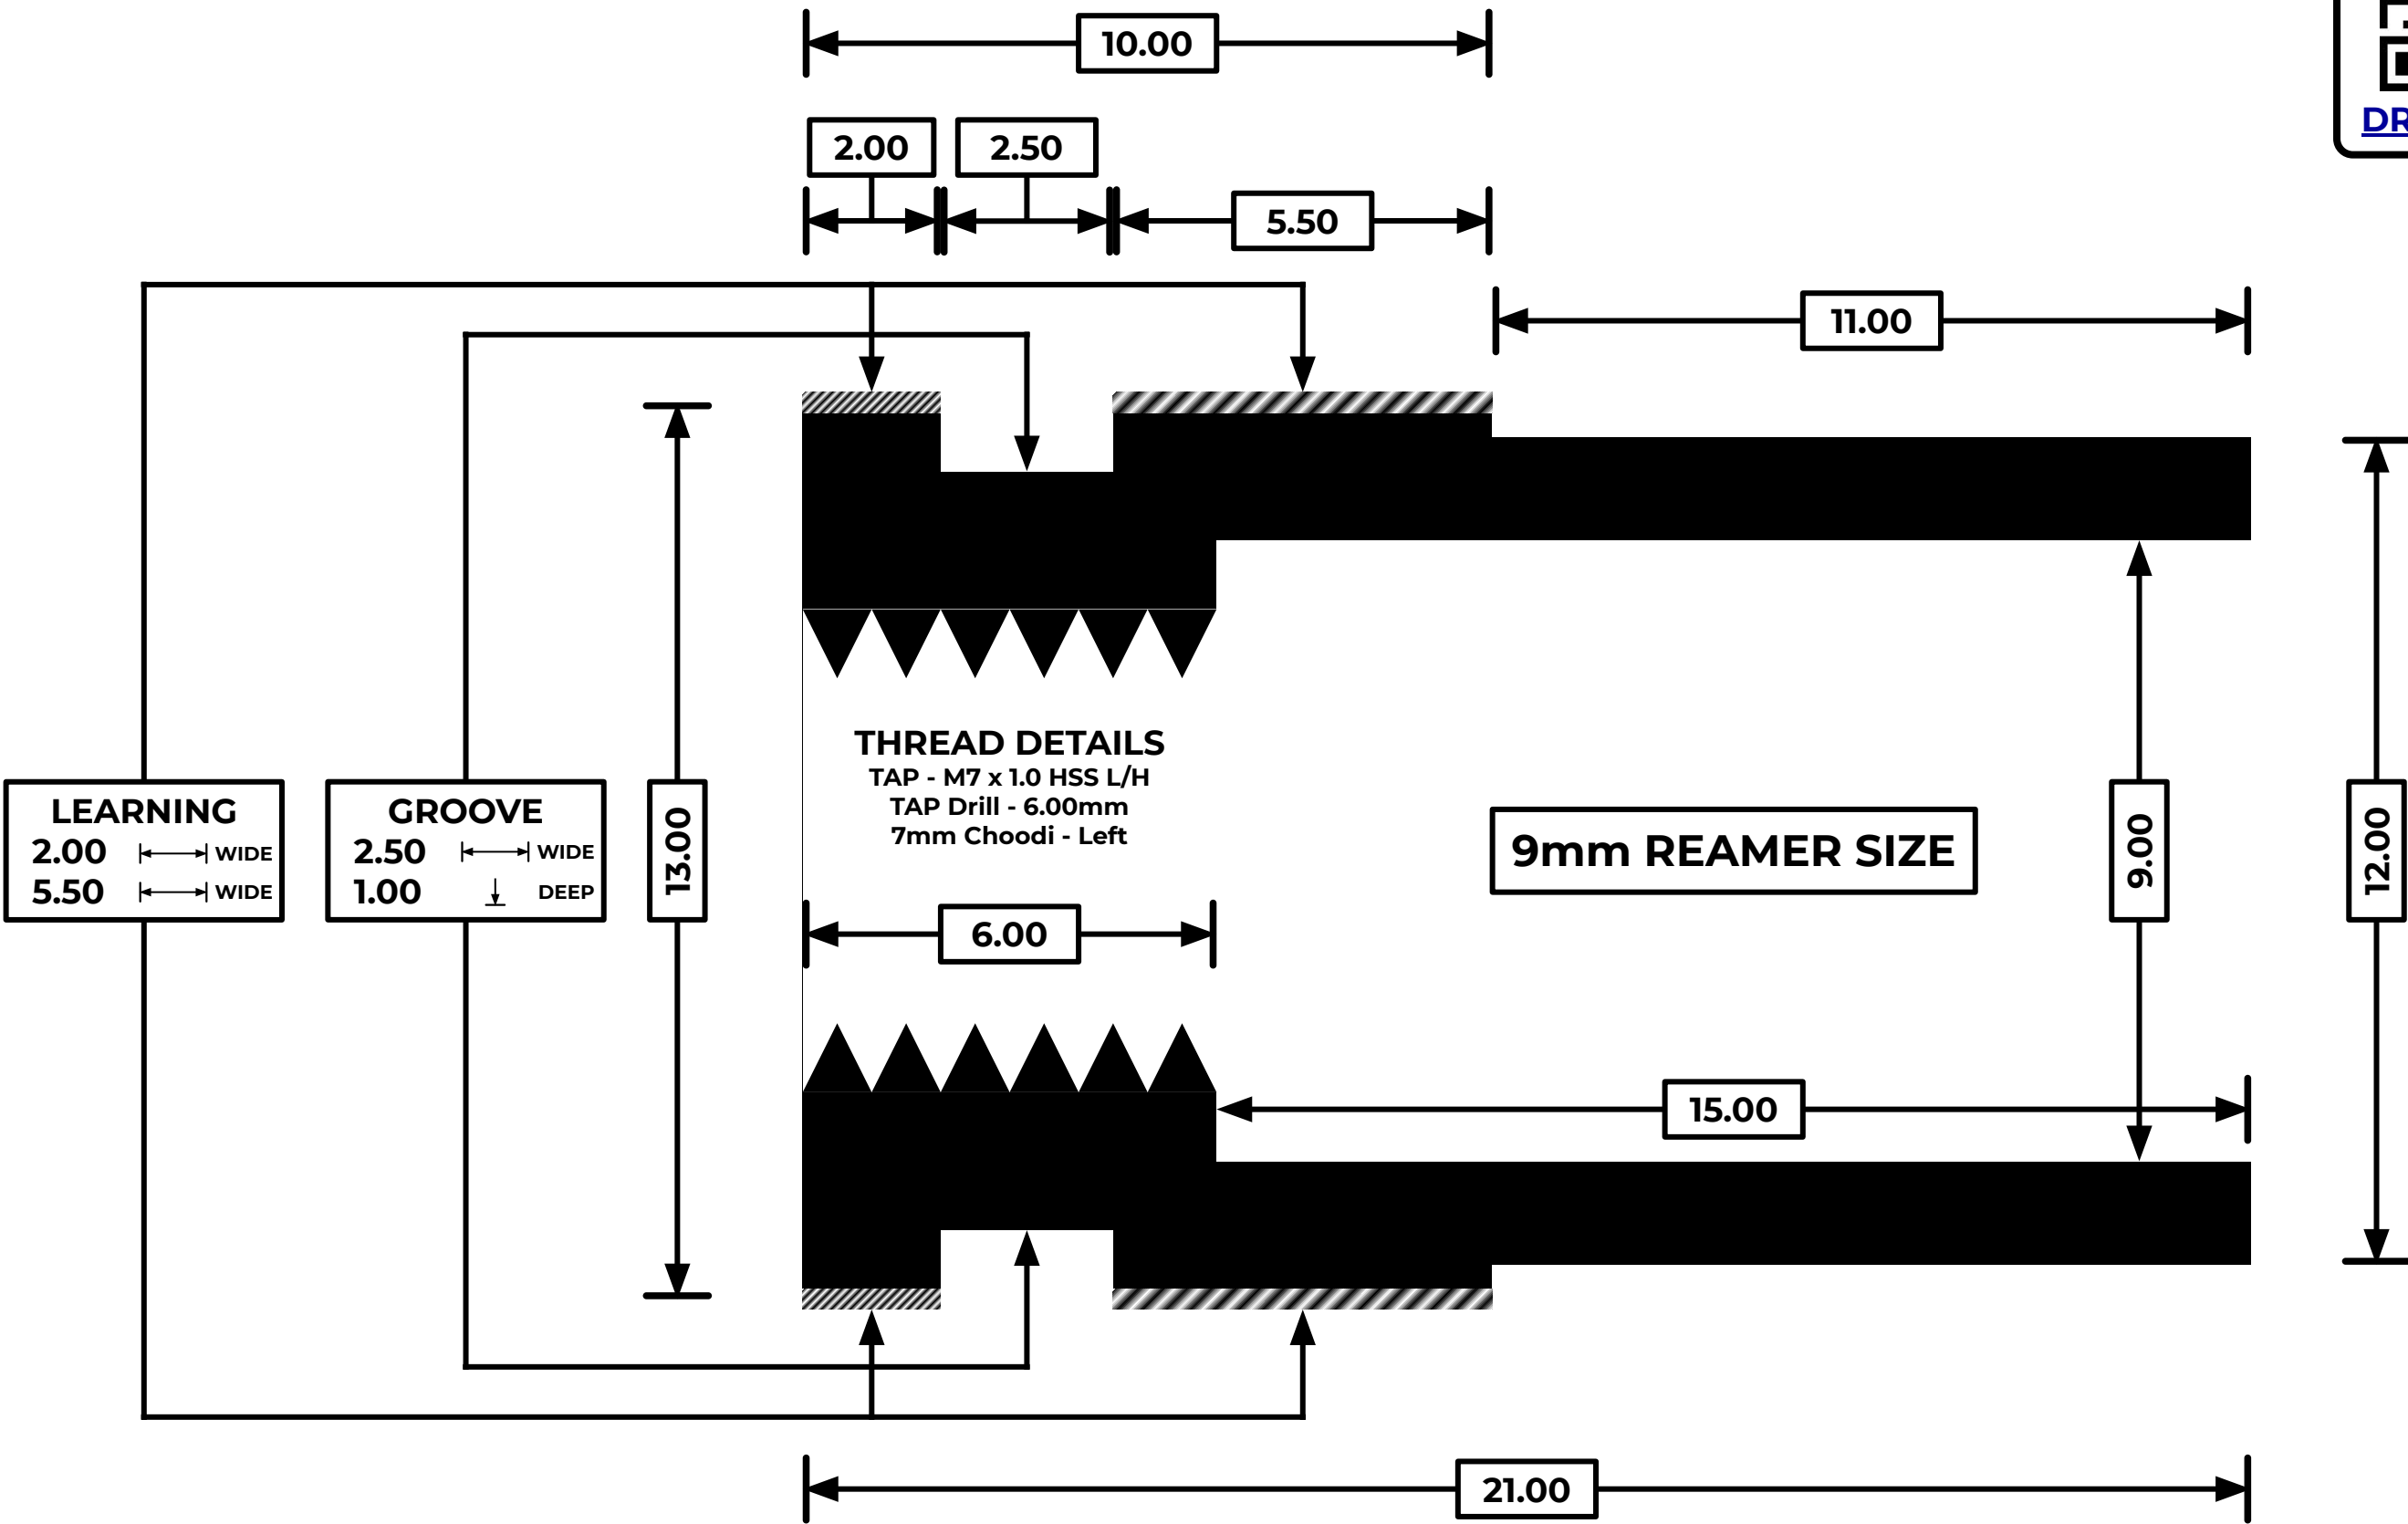 10.00
2.00
2.50
5.50
11.00
THREAD DETAILS
TAP - M7 x 1.0 HSS L/H
TAP Drill - 6.00mm
7mm Choodi - Left
LEARNING
2.00 WIDE
5.50 WIDE
GROOVE
2.50 WIDE
1.00 DEEP
13.00
6.00
9mm REAMER SIZE
9.00
12.00
15.00
21.00